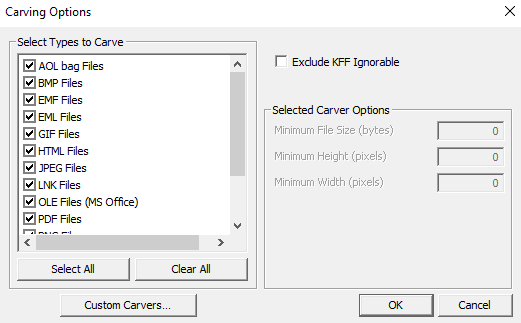 Carving Options
Select Types to Carve
AOL bag Files
BMP Files
EMF Files
EML Files
GIF Files
HTML Files
JPEG Files
LNK Files
OLE Files (MS Office)
PDF Files
Select All
Clear All
Custom Carvers...
Exclude KFF Ignorable
Selected Carver Options
Minimum File Size (bytes) 0
Minimum Height (pixels) 0
Minimum Width (pixels) 0
OK
Cancel